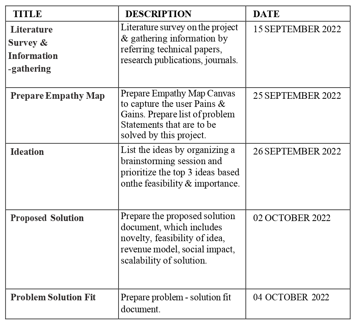 TITLE DESCRIPTION DATE
Literature Survey & Information -gathering
Literature survey on the project & gathering information by referring technical papers, research publications, journals.
15 SEPTEMBER 2022
Prepare Empathy Map
Prepare Empathy Map Canvas to capture the user Pains & Gains. Prepare list of problem Statements that are to be solved by this project.
25 SEPTEMBER 2022
Ideation
List the ideas by organizing a brainstorming session and prioritize the top 3 ideas based onthe feasibility & importance.
26 SEPTEMBER 2022
Proposed Solution
Prepare the proposed solution document, which includes novelty, feasibility of idea, revenue model, social impact, scalability of solution.
02 OCTOBER 2022
Problem Solution Fit
Prepare problem - solution fit document.
04 OCTOBER 2022